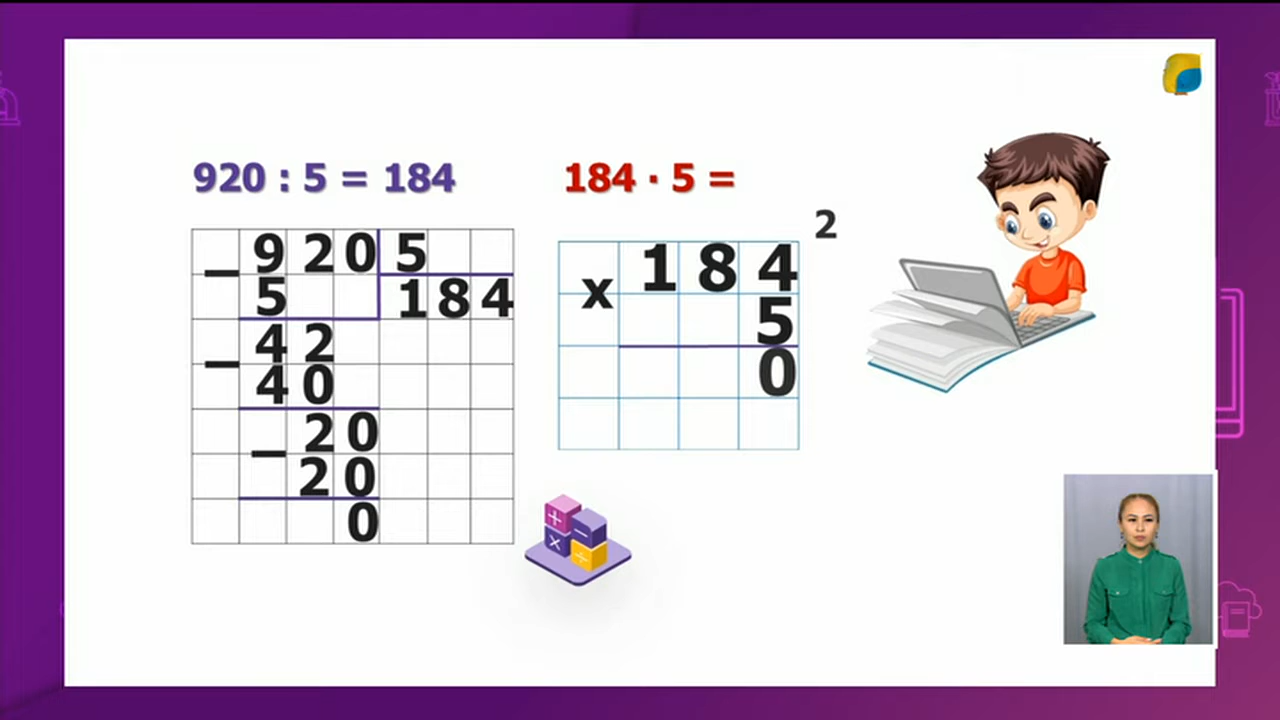 920 : 5 = 184
184 · 5 =
2
– 9 2 0 5
5 1 8 4
– 4 2
4 0
– 2 0
2 0
0
x 1 8 4
5
0
+ – x ÷